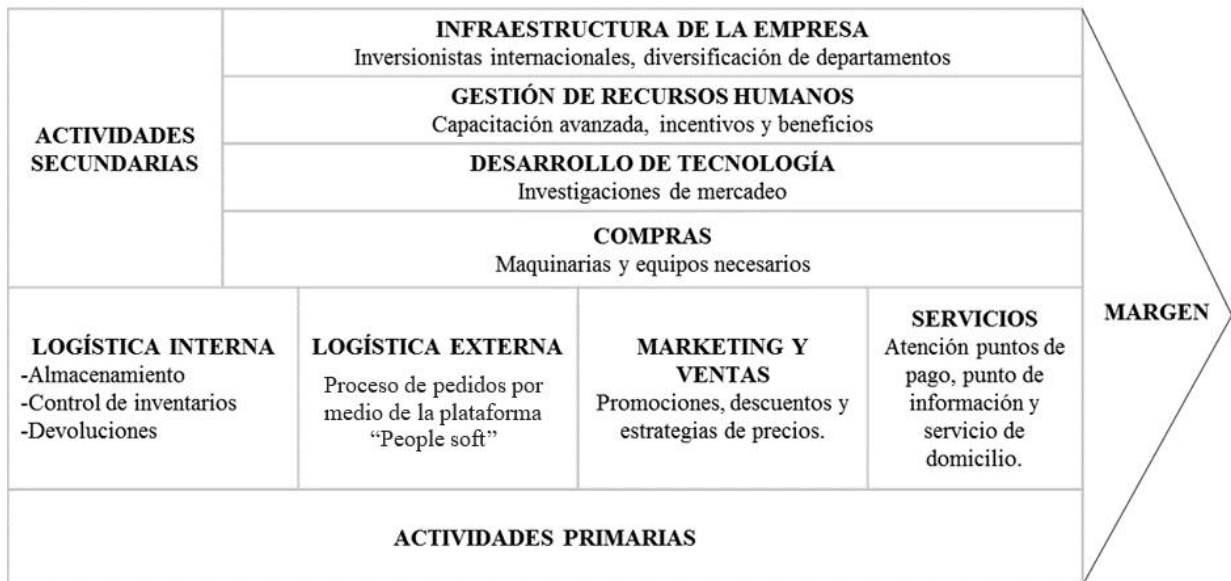 INFRAESTRUCTURA DE LA EMPRESA
Inversionistas internacionales, diversificación de departamentos
ACTIVIDADES
SECUNDARIAS
GESTIÓN DE RECURSOS HUMANOS
Capacitación avanzada, incentivos y beneficios
DESARROLLO DE TECNOLOGÍA
Investigaciones de mercadeo
COMPRAS
Maquinarias y equipos necesarios
LOGÍSTICA INTERNA
-Almacenamiento
-Control de inventarios
-Devoluciones
LOGÍSTICA EXTERNA
Proceso de pedidos por
medio de la plataforma
“People soft”
MARKETING Y
VENTAS
Promociones, descuentos y
estrategias de precios.
SERVICIOS
Atención puntos de
pago, punto de
información y
servicio de
domicilio.
MARGEN
ACTIVIDADES PRIMARIAS